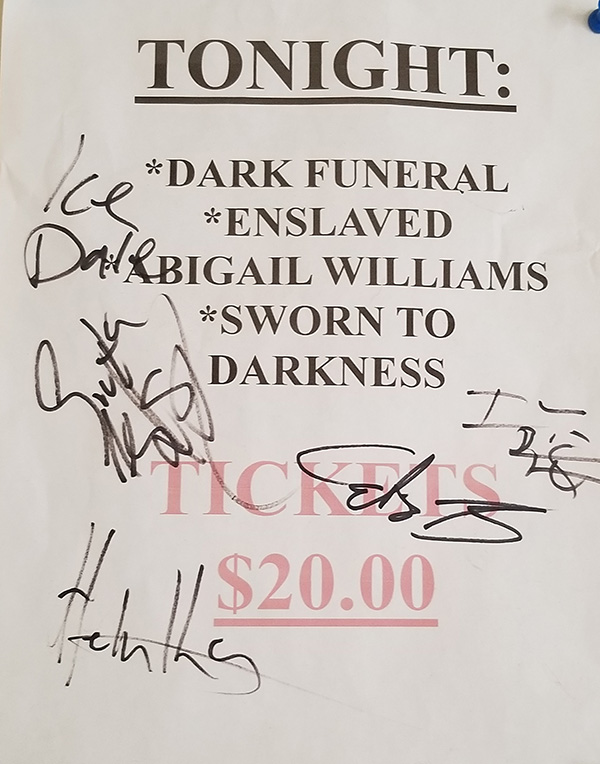 TONIGHT:
*DARK FUNERAL
*ENSLAVED
*ABIGAIL WILLIAMS
*SWORN TO
DARKNESS
TICKETS
$20.00
Ice
Dale